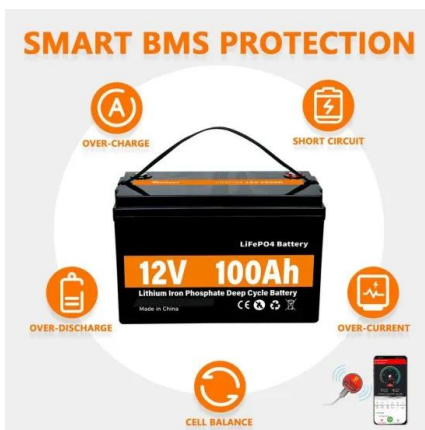 SMART BMS PROTECTION
A
OVER-CHARGE
SHORT CIRCUIT
LiFePO4 Battery
12V 100Ah
Lithium Iron Phosphate Deep Cycle Battery
Made in China
CE
OVER-DISCHARGE
OVER-CURRENT
CELL BALANCE